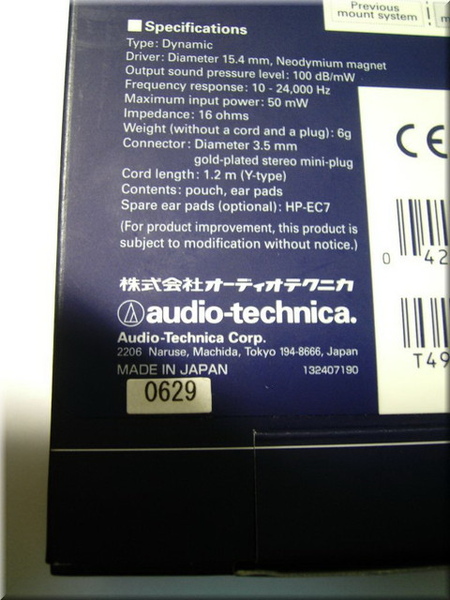 Previous
mount system
■ Specifications
Type: Dynamic
Driver: Diameter 15.4 mm, Neodymium magnet
Output sound pressure level: 100 dB/mW
Frequency response: 10 - 24,000 Hz
Maximum input power: 50 mW
Impedance: 16 ohms
Weight (without a cord and a plug): 6g
Connector: Diameter 3.5 mm
gold-plated stereo mini-plug
Cord length: 1.2 m (Y-type)
Contents: pouch, ear pads
Spare ear pads (optional): HP-EC7
(For product improvement, this product is
subject to modification without notice.)
CE
0 42
T49
株式会社オーディオテクニカ
audio-technica.
Audio-Technica Corp.
2206 Naruse, Machida, Tokyo 194-8666, Japan
MADE IN JAPAN 132407190
0629